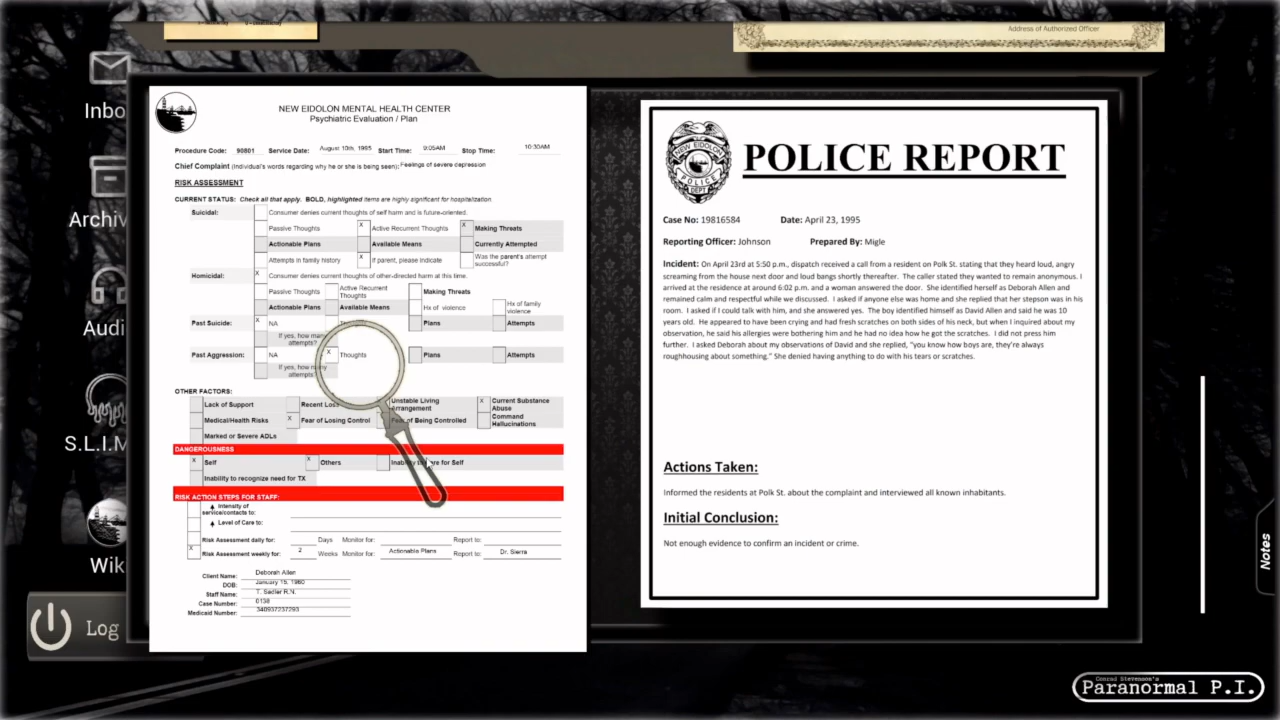 Address of Authorized Officer
Inbo
Archiv
Audi
S.L.I.M
Wik
Log
NEW EIDOLON MENTAL HEALTH CENTER
Psychiatric Evaluation / Plan
Procedure Code: 90801 Service Date: August 10th, 1995 Start Time: 9:05AM Stop Time: 10:30AM
Chief Complaint (Individual's words regarding why he or she is being seen): Feelings of severe depression
RISK ASSESSMENT
CURRENT STATUS: Check all that apply. BOLD, highlighted items are highly significant for hospitalization.
Suicidal: Consumer denies current thoughts of self harm and is future-oriented.
Passive Thoughts X Active Recurrent Thoughts X Making Threats
Actionable Plans Available Means Currently Attempted
Attempts in family history X If parent, please indicate Was the parent's attempt successful?
Homicidal: X Consumer denies current thoughts of other-directed harm at this time.
Passive Thoughts Active Recurrent Thoughts Making Threats
Actionable Plans Available Means Hx of violence Hx of family violence
Past Suicide: X NA Thoughts Plans Attempts
If yes, how many attempts?
Past Aggression: NA X Thoughts Plans Attempts
If yes, how many attempts?
OTHER FACTORS:
Lack of Support Recent Loss Unstable Living Arrangement X Current Substance Abuse
Medical/Health Risks X Fear of Losing Control Fear of Being Controlled Command Hallucinations
Marked or Severe ADLs
DANGEROUSNESS
X Self X Others Inability to care for Self
Inability to recognize need for TX
RISK ACTION STEPS FOR STAFF:
Intensity of service/contacts to:
Level of Care to:
Risk Assessment daily for: Days Monitor for: Report to:
X Risk Assessment weekly for: 2 Weeks Monitor for: Actionable Plans Report to: Dr. Sierra
Client Name: Deborah Allen
DOB: January 15, 1960
Staff Name: T. Sadler R.N.
Case Number: 0138
Medicaid Number: 340937237293
NEW EIDOLON
POLICE
DEPT
POLICE REPORT
Case No: 19816584 Date: April 23, 1995
Reporting Officer: Johnson Prepared By: Migle
Incident: On April 23rd at 5:50 p.m., dispatch received a call from a resident on Polk St. stating that they heard loud, angry
screaming from the house next door and loud bangs shortly thereafter. The caller stated they wanted to remain anonymous. I
arrived at the residence at around 6:02 p.m. and a woman answered the door. She identified herself as Deborah Allen and
remained calm and respectful while we discussed. I asked if anyone else was home and she replied that her stepson was in his
room. I asked if I could talk with him, and she answered yes. The boy identified himself as David Allen and said he was 10
years old. He appeared to have been crying and had fresh scratches on both sides of his neck, but when I inquired about my
observation, he said his allergies were bothering him and he had no idea how he got the scratches. I did not press him
further. I asked Deborah about my observations of David and she replied, "you know how boys are, they're always
roughhousing about something." She denied having anything to do with his tears or scratches.
Actions Taken:
Informed the residents at Polk St. about the complaint and interviewed all known inhabitants.
Initial Conclusion:
Not enough evidence to confirm an incident or crime.
Notes
Conrad Stevenson's
Paranormal P.I.